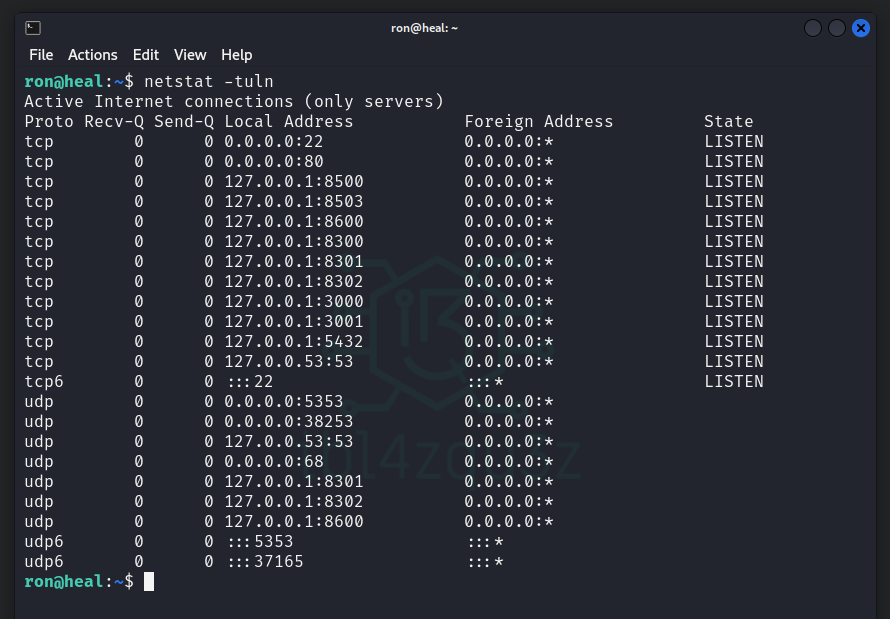 ron@heal: ~
File Actions Edit View Help
ron@heal:~$ netstat -tuln
Active Internet connections (only servers)
Proto Recv-Q Send-Q Local Address           Foreign Address         State
tcp        0      0 0.0.0.0:22              0.0.0.0:*               LISTEN
tcp        0      0 0.0.0.0:80              0.0.0.0:*               LISTEN
tcp        0      0 127.0.0.1:8500          0.0.0.0:*               LISTEN
tcp        0      0 127.0.0.1:8503          0.0.0.0:*               LISTEN
tcp        0      0 127.0.0.1:8600          0.0.0.0:*               LISTEN
tcp        0      0 127.0.0.1:8300          0.0.0.0:*               LISTEN
tcp        0      0 127.0.0.1:8301          0.0.0.0:*               LISTEN
tcp        0      0 127.0.0.1:8302          0.0.0.0:*               LISTEN
tcp        0      0 127.0.0.1:3000          0.0.0.0:*               LISTEN
tcp        0      0 127.0.0.1:3001          0.0.0.0:*               LISTEN
tcp        0      0 127.0.0.1:5432          0.0.0.0:*               LISTEN
tcp        0      0 127.0.0.53:53           0.0.0.0:*               LISTEN
tcp6       0      0 :::22                   :::*                    LISTEN
udp        0      0 0.0.0.0:5353            0.0.0.0:*
udp        0      0 0.0.0.0:38253           0.0.0.0:*
udp        0      0 127.0.0.53:53           0.0.0.0:*
udp        0      0 0.0.0.0:68              0.0.0.0:*
udp        0      0 127.0.0.1:8301          0.0.0.0:*
udp        0      0 127.0.0.1:8302          0.0.0.0:*
udp        0      0 127.0.0.1:8600          0.0.0.0:*
udp6       0      0 :::5353                 :::*
udp6       0      0 :::37165                :::*
ron@heal:~$